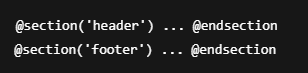 @section('header') ... @endsection
@section('footer') ... @endsection